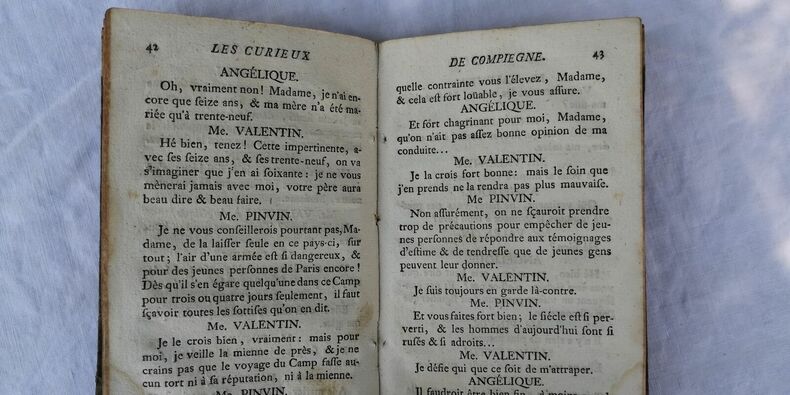 42 LES CURIEUX
ANGÉLIQUE.
Oh, vraiment non! Madame, je n'ai en-
core que seize ans, & ma mère n'a été ma-
riée qu'à trente-neuf.
Me. VALENTIN.
Hé bien, tenez! Cette impertinente, a-
vec ses seize ans, & ses trente-neuf, on va
s'imaginer que j'en ai soixante: je ne vous
mènerai jamais avec moi, votre père aura
beau dire & beau faire.
Me. PINVIN.
Je ne vous conseillerois pourtant pas, Ma-
dame, de la laisser seule en ce pays-ci, sur
tout; l'air d'une armée est si dangereux, &
pour des jeunes personnes de Paris encore!
Dès qu'il s'en égare quelqu'une dans ce Camp
pour trois ou quatre jours seulement, il faut
sçavoir toutes les sottises qu'on en dit.
Me. VALENTIN.
Je le crois bien, vraiment: mais pour
moi, je veille la mienne de près, & je ne
crains pas que le voyage du Camp fasse au-
cun tort ni à sa réputation, ni à la mienne.
Me. PINVIN.
DE COMPIEGNE. 43
quelle contrainte vous l'élevez, Madame,
& cela est fort loüable, je vous assure.
ANGÉLIQUE.
Et fort chagrinant pour moi, Madame,
qu'on n'ait pas assez bonne opinion de ma
conduite...
Me. VALENTIN.
Je la crois fort bonne: mais le soin que
j'en prends ne la rendra pas plus mauvaise.
Me PINVIN.
Non assurément, on ne sçauroit prendre
trop de précautions pour empêcher de jeu-
nes personnes de répondre aux témoignages
d'estime & de tendresse que de jeunes gens
peuvent leur donner.
Me. VALENTIN.
Je suis toujours en garde là-contre.
Me. PINVIN.
Et vous faites fort bien; le siécle est si per-
verti, & les hommes d'aujourd'hui sont si
rusés & si adroits...
Me. VALENTIN.
Je défie qui que ce soit de m'attraper.
ANGÉLIQUE.
Il faudroit être bien fin, à moins